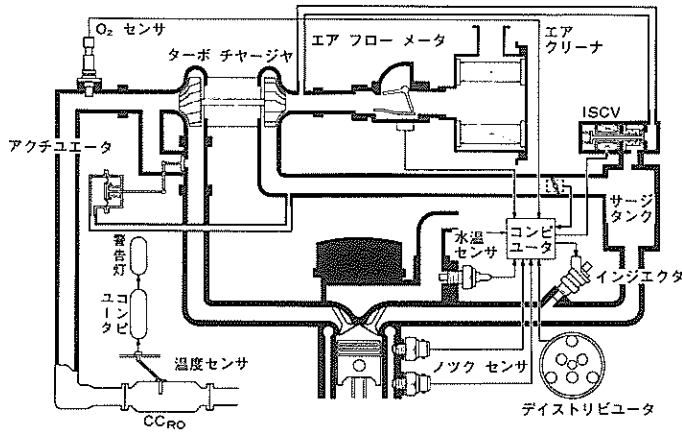 O₂ センサ
ターボ チャージャ
エア フロー メータ
エア
クリーナ
ISCV
アクチュエータ
サージ
タンク
コンピ
ュータ
水温
センサ
インジェクタ
警告灯
コンピ
ュータ
温度センサ
ノック センサ
デイストリビュータ
CCRO